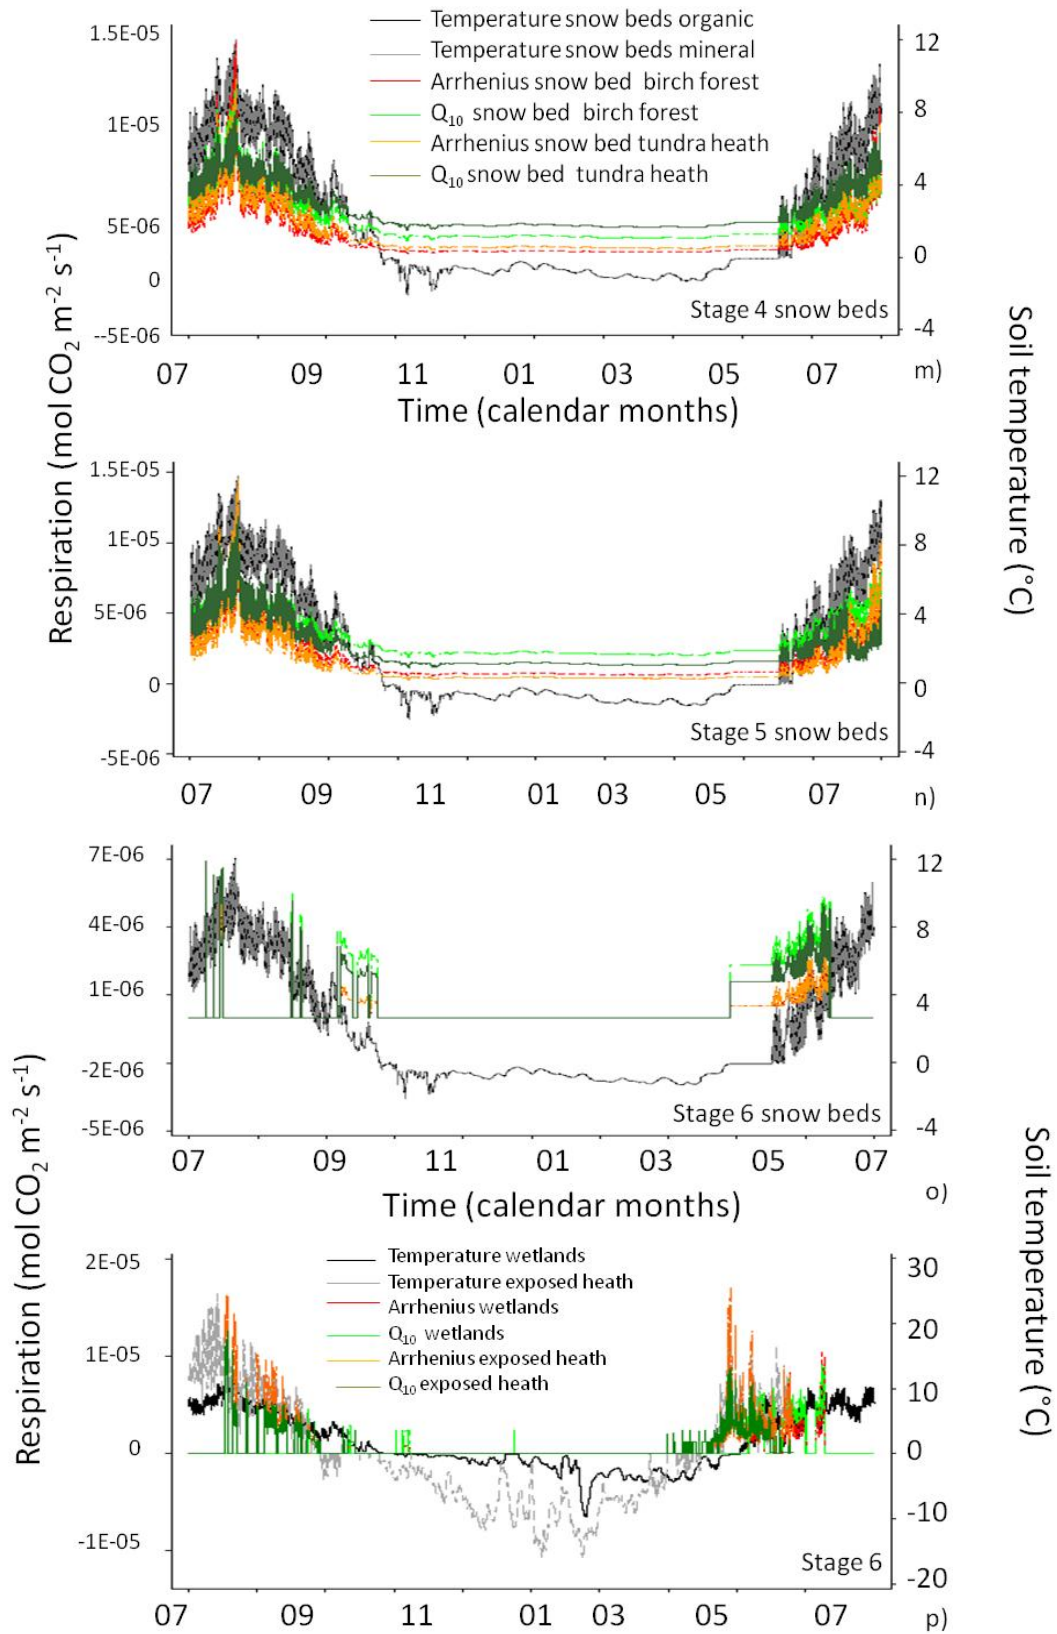 Temperature snow beds organic
Temperature snow beds mineral
Arrhenius snow bed birch forest
Q10 snow bed birch forest
Arrhenius snow bed tundra heath
Q10 snow bed tundra heath
1.5E-05
1E-05
5E-06
0
--5E-06
12
8
4
0
-4
Stage 4 snow beds
07 09 11 01 03 05 07 m)
Time (calendar months)
Respiration (mol CO2 m-2 s-1)
Soil temperature (°C)
1.5E-05
1E-05
5E-06
0
-5E-06
12
8
4
0
-4
Stage 5 snow beds
07 09 11 01 03 05 07 n)
7E-06
4E-06
1E-06
-2E-06
-5E-06
12
8
4
0
-4
Stage 6 snow beds
07 09 11 01 03 05 07
o)
Time (calendar months)
Respiration (mol CO2 m-2 s-1)
Soil temperature (°C)
Temperature wetlands
Temperature exposed heath
Arrhenius wetlands
Q10 wetlands
Arrhenius exposed heath
Q10 exposed heath
2E-05
1E-05
0
-1E-05
30
20
10
0
-10
-20
Stage 6
07 09 11 01 03 05 07 p)